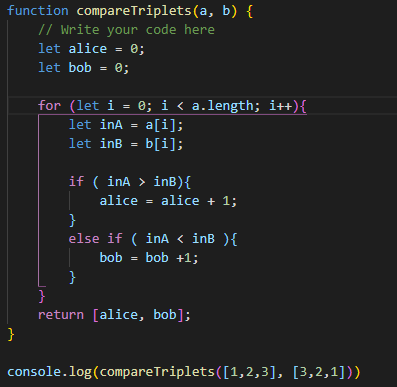 function compareTriplets(a, b) {
    // Write your code here
    let alice = 0;
    let bob = 0;

    for (let i = 0; i < a.length; i++){
        let inA = a[i];
        let inB = b[i];

        if ( inA > inB){
            alice = alice + 1;
        }
        else if ( inA < inB ){
            bob = bob +1;
        }
    }
    return [alice, bob];
}

console.log(compareTriplets([1,2,3], [3,2,1]))